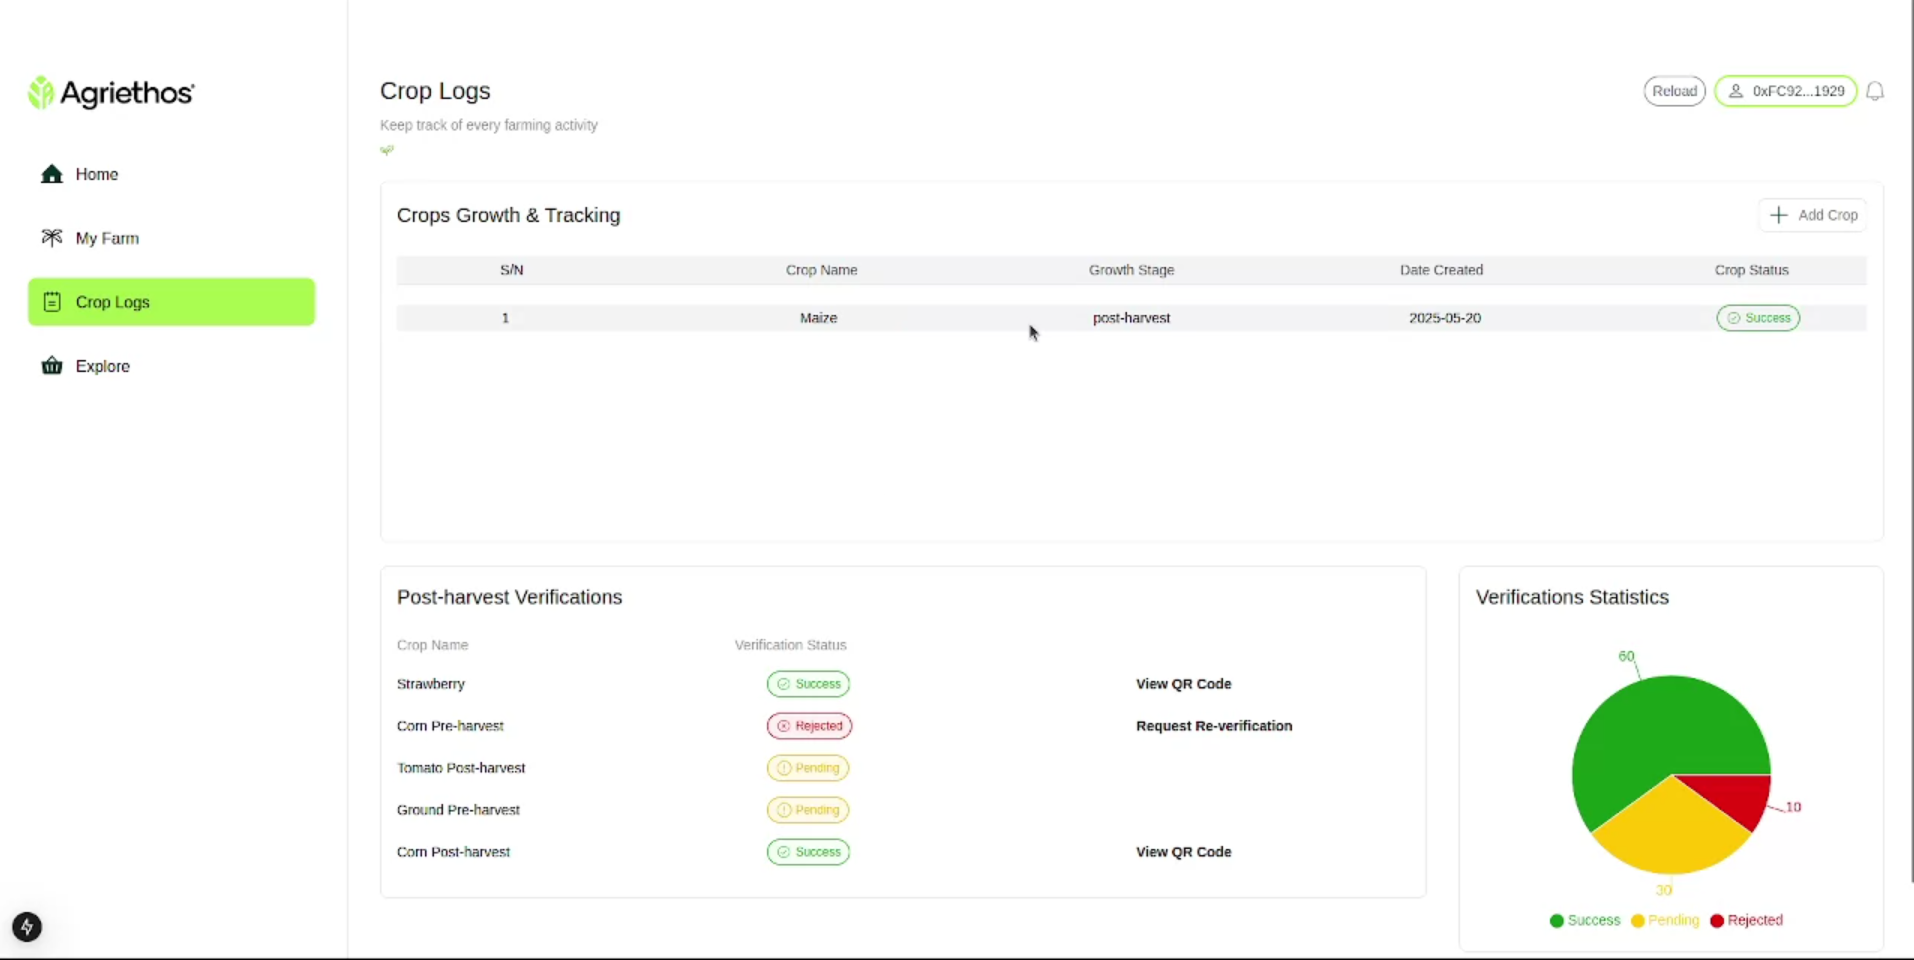 Agriethos
Home
My Farm
Crop Logs
Explore
Crop Logs
Keep track of every farming activity
Reload
0xFC92...1929
Crops Growth & Tracking
Add Crop
S/N Crop Name Growth Stage Date Created Crop Status
1 Maize post-harvest 2025-05-20 Success
Post-harvest Verifications
Crop Name Verification Status
Strawberry Success View QR Code
Corn Pre-harvest Rejected Request Re-verification
Tomato Post-harvest Pending
Ground Pre-harvest Pending
Corn Post-harvest Success View QR Code
Verifications Statistics
60
10
30
Success Pending Rejected